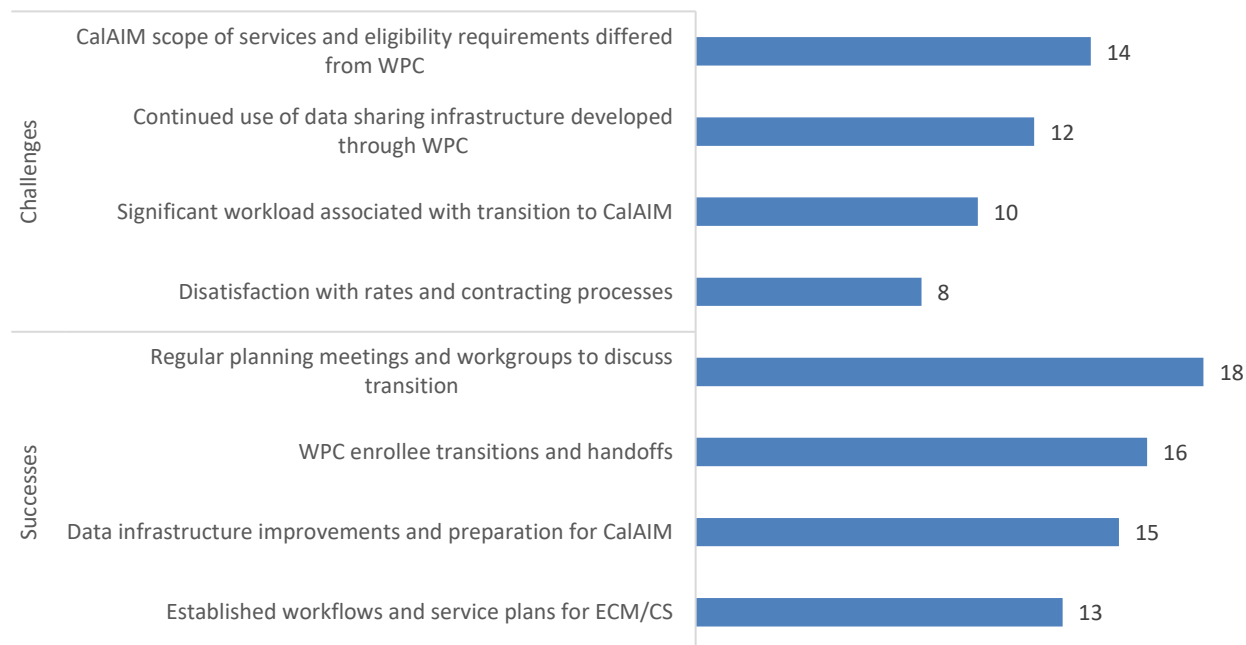 Challenges
CalAIM scope of services and eligibility requirements differed
from WPC
14
Continued use of data sharing infrastructure developed
through WPC
12
Significant workload associated with transition to CalAIM
10
Disatisfaction with rates and contracting processes
8
Successes
Regular planning meetings and workgroups to discuss
transition
18
WPC enrollee transitions and handoffs
16
Data infrastructure improvements and preparation for CalAIM
15
Established workflows and service plans for ECM/CS
13